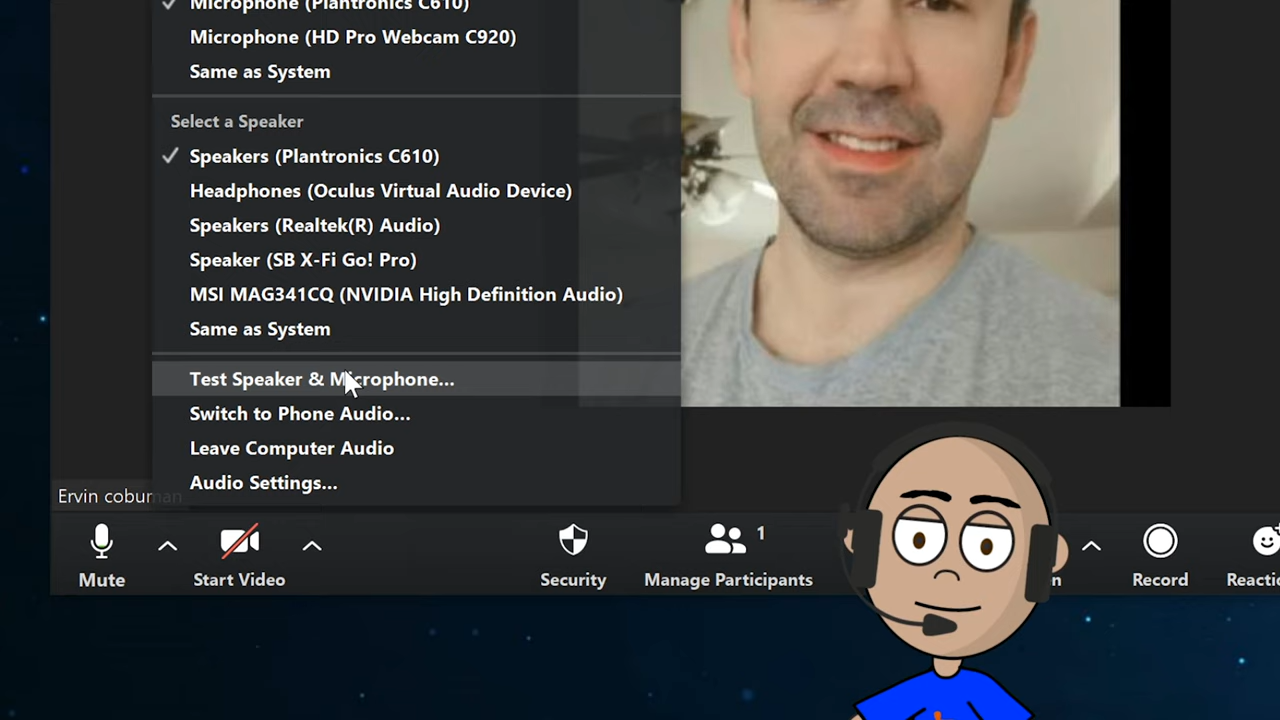 Microphone (Plantronics C610)
Microphone (HD Pro Webcam C920)
Same as System
Select a Speaker
Speakers (Plantronics C610)
Headphones (Oculus Virtual Audio Device)
Speakers (Realtek(R) Audio)
Speaker (SB X-Fi Go! Pro)
MSI MAG341CQ (NVIDIA High Definition Audio)
Same as System
Test Speaker & Microphone...
Switch to Phone Audio...
Leave Computer Audio
Audio Settings...
Ervin coburnan
Mute
Start Video
Security
Manage Participants
1
Record